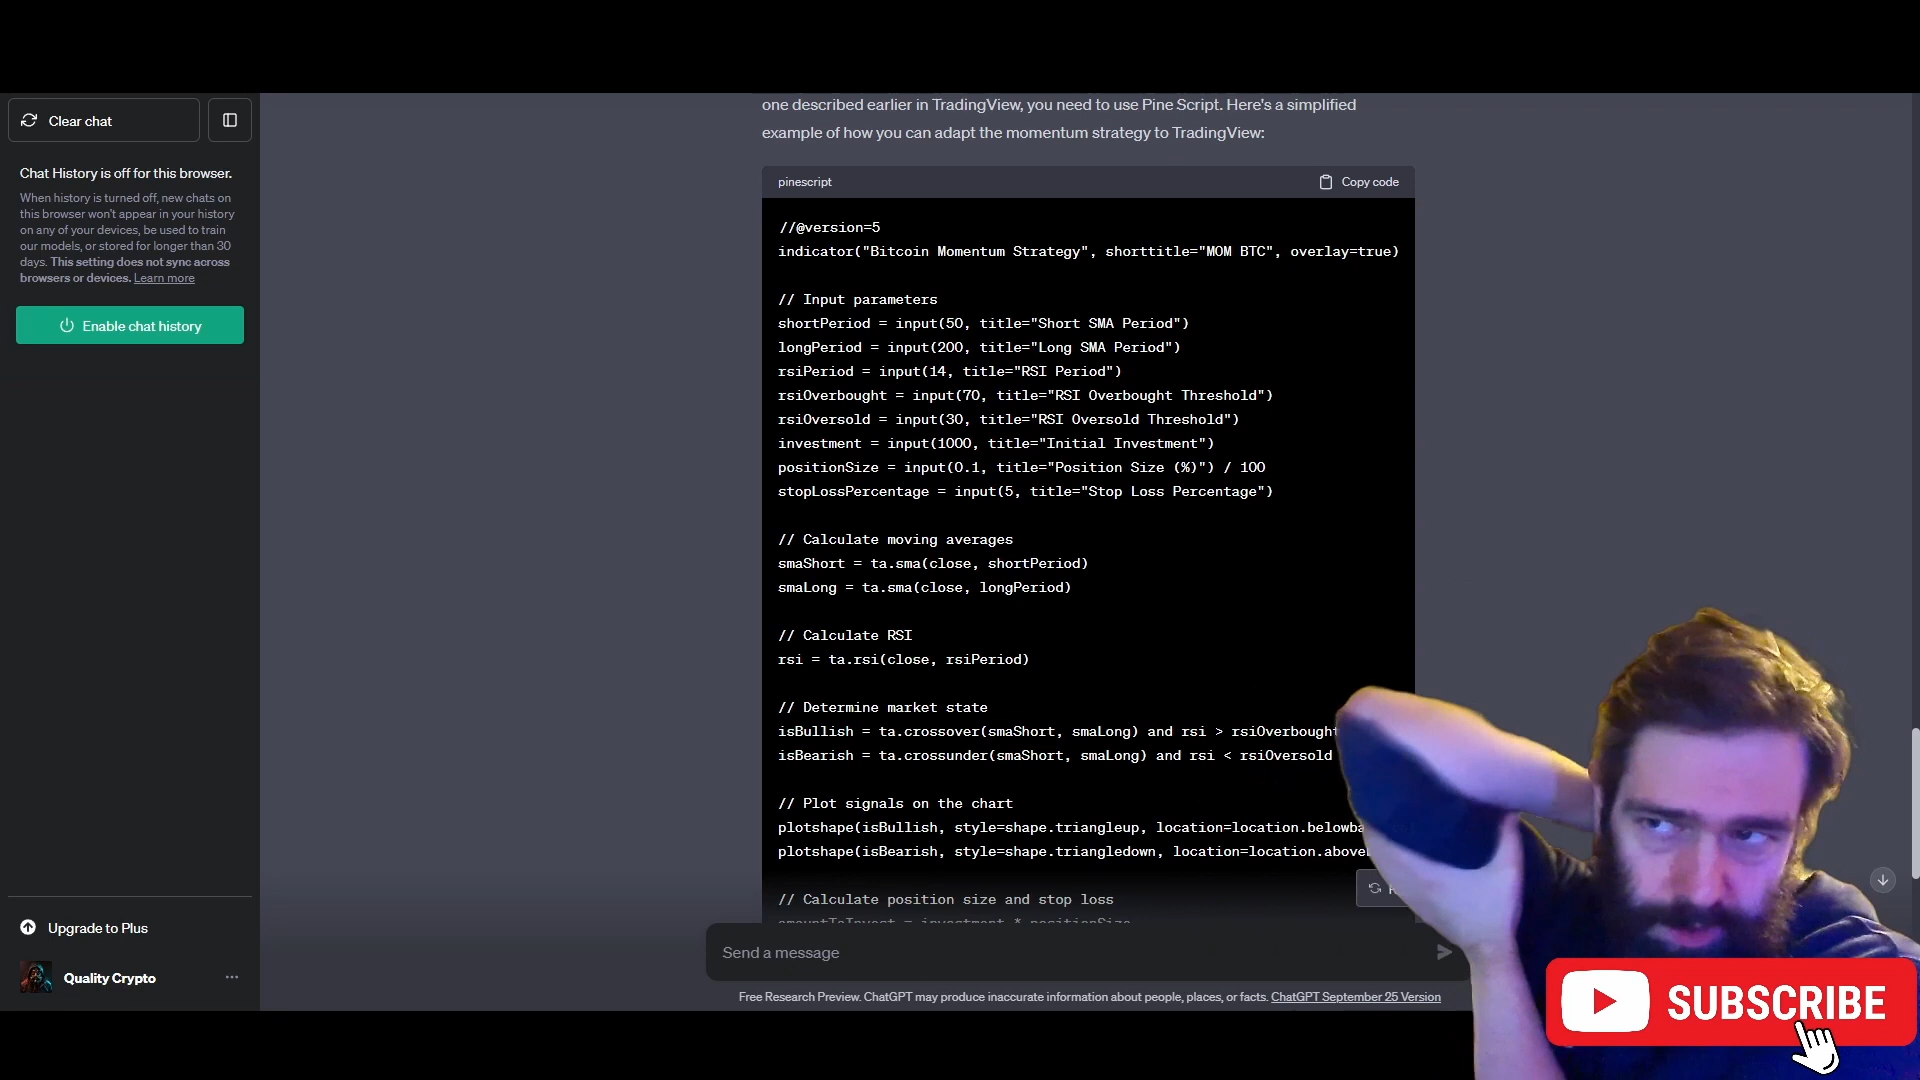 Clear chat
Chat History is off for this browser.
When history is turned off, new chats on
this browser won't appear in your history
on any of your devices, be used to train
our models, or stored for longer than 30
days. This setting does not sync across
browsers or devices. Learn more
Enable chat history
Upgrade to Plus
Quality Crypto
one described earlier in TradingView, you need to use Pine Script. Here's a simplified
example of how you can adapt the momentum strategy to TradingView:
pinescript
Copy code
//@version=5
indicator("Bitcoin Momentum Strategy", shorttitle="MOM BTC", overlay=true)
// Input parameters
shortPeriod = input(50, title="Short SMA Period")
longPeriod = input(200, title="Long SMA Period")
rsiPeriod = input(14, title="RSI Period")
rsiOverbought = input(70, title="RSI Overbought Threshold")
rsiOversold = input(30, title="RSI Oversold Threshold")
investment = input(1000, title="Initial Investment")
positionSize = input(0.1, title="Position Size (%)") / 100
stopLossPercentage = input(5, title="Stop Loss Percentage")
// Calculate moving averages
smaShort = ta.sma(close, shortPeriod)
smaLong = ta.sma(close, longPeriod)
// Calculate RSI
rsi = ta.rsi(close, rsiPeriod)
// Determine market state
isBullish = ta.crossover(smaShort, smaLong) and rsi > rsiOverbought
isBearish = ta.crossunder(smaShort, smaLong) and rsi < rsiOversold
// Plot signals on the chart
plotshape(isBullish, style=shape.triangleup, location=location.belowba
plotshape(isBearish, style=shape.triangledown, location=location.above
// Calculate position size and stop loss
amountToInvest = investment * positionSize
Send a message
Free Research Preview. ChatGPT may produce inaccurate information about people, places, or facts. ChatGPT September 25 Version
SUBSCRIBE